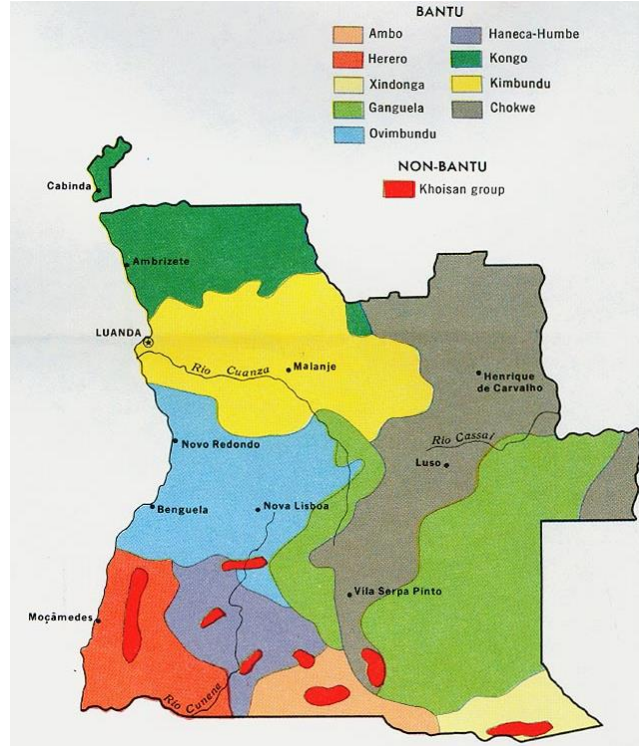 BANTU
Ambo
Haneca-Humbe
Herero
Kongo
Xindonga
Kimbundu
Ganguela
Chokwe
Ovimbundu
NON-BANTU
Khoisan group
Cabinda
Ambrizete
LUANDA
Rio Cuanza
Malanje
Henrique
de Carvalho
Novo Redondo
Rio Cassai
Luso
Benguela
Nova Lisboa
Vila Serpa Pinto
Moçâmedes
Rio Cunene